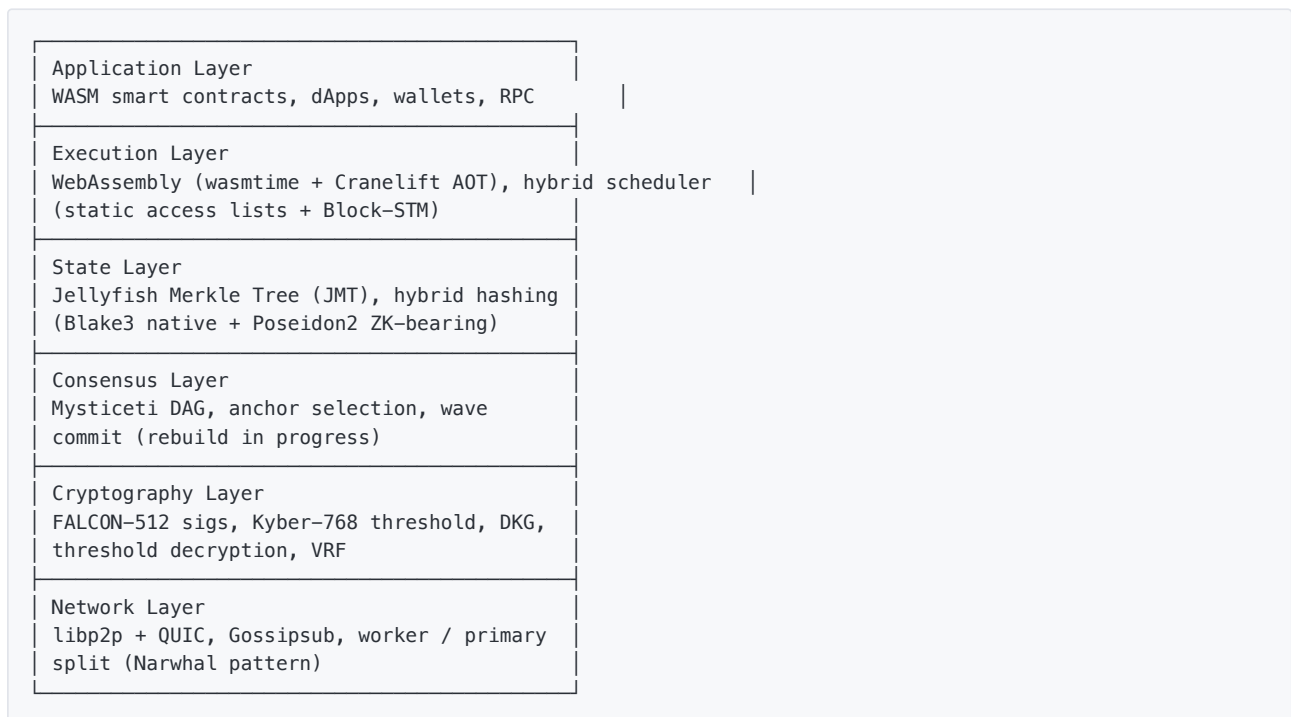 Application Layer
WASM smart contracts, dApps, wallets, RPC
Execution Layer
WebAssembly (wasmtime + Cranelift AOT), hybrid scheduler
(static access lists + Block–STM)
State Layer
Jellyfish Merkle Tree (JMT), hybrid hashing
(Blake3 native + Poseidon2 ZK–bearing)
Consensus Layer
Mysticeti DAG, anchor selection, wave
commit (rebuild in progress)
Cryptography Layer
FALCON–512 sigs, Kyber–768 threshold, DKG,
threshold decryption, VRF
Network Layer
libp2p + QUIC, Gossipsub, worker / primary
split (Narwhal pattern)